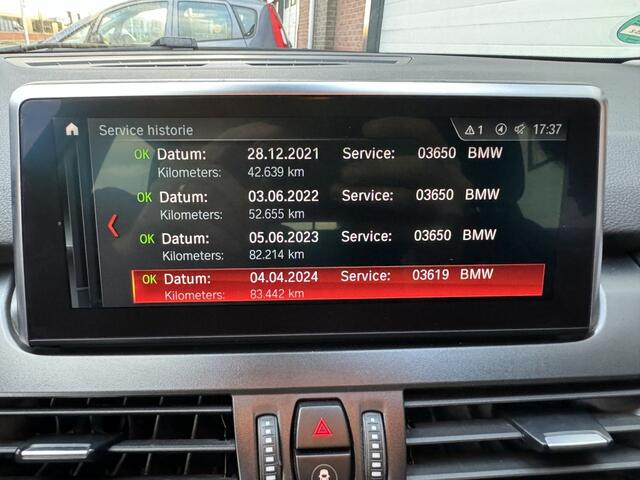 Service historie
1 17:37
OK Datum: 28.12.2021 Service: 03650 BMW
Kilometers: 42.639 km
OK Datum: 03.06.2022 Service: 03650 BMW
Kilometers: 52.655 km
OK Datum: 05.06.2023 Service: 03650 BMW
Kilometers: 82.214 km
OK Datum: 04.04.2024 Service: 03619 BMW
Kilometers: 83.442 km